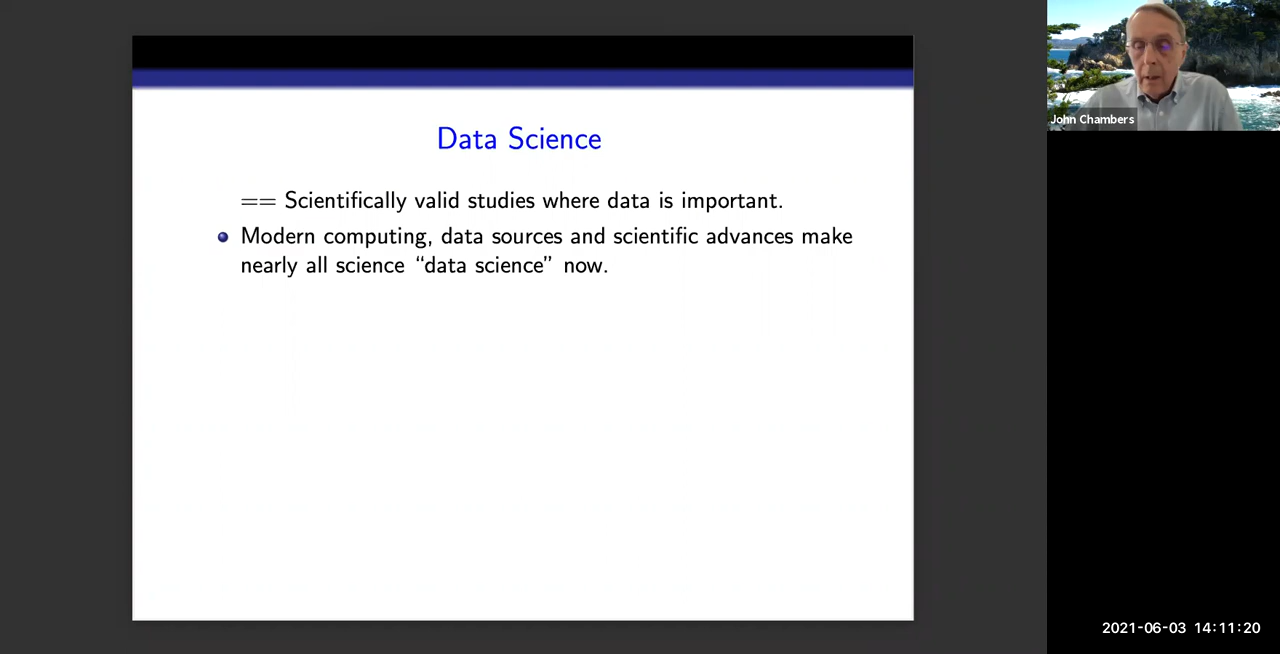 Data Science
== Scientifically valid studies where data is important.
Modern computing, data sources and scientific advances make
nearly all science “data science” now.
John Chambers
2021-06-03 14:11:20